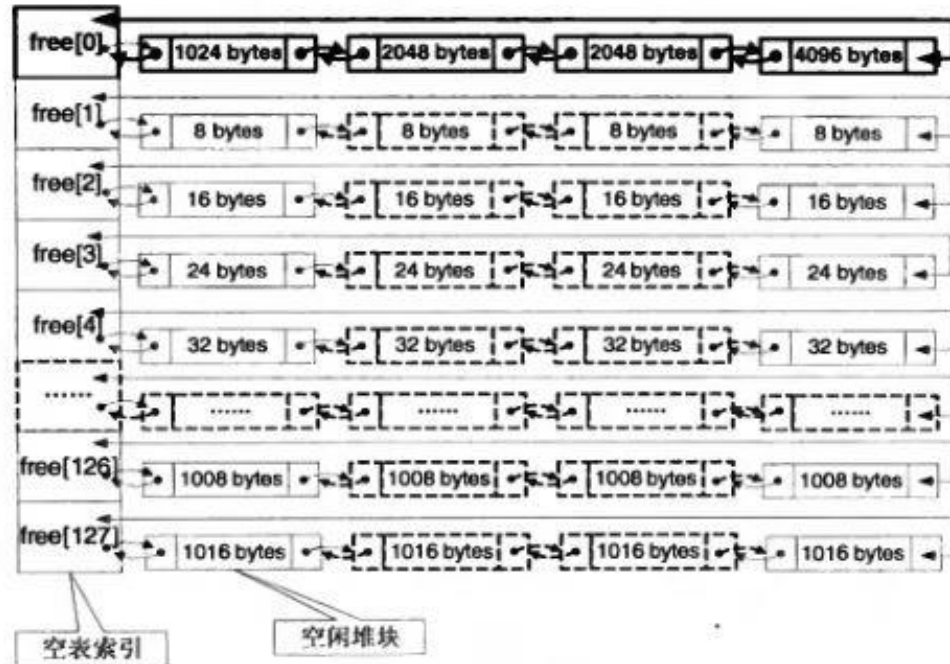 free[0] 1024 bytes 2048 bytes 2048 bytes 4096 bytes
free[1] 8 bytes 8 bytes 8 bytes 8 bytes
free[2] 16 bytes 16 bytes 16 bytes 16 bytes
free[3] 24 bytes 24 bytes 24 bytes 24 bytes
free[4] 32 bytes 32 bytes 32 bytes 32 bytes
...... ...... ...... ...... ......
free[126] 1008 bytes 1008 bytes 1008 bytes 1008 bytes
free[127] 1016 bytes 1016 bytes 1016 bytes 1016 bytes
空表索引 空闲堆块